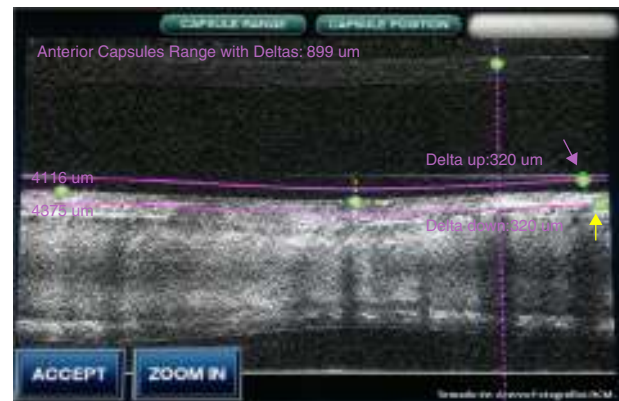 CAPSULE RANGE
CAPSULE POSITION
Anterior Capsules Range with Deltas: 899 um
Delta up:320 um
4116 um
4375 um
Delta down:320 um
ACCEPT
ZOOM IN